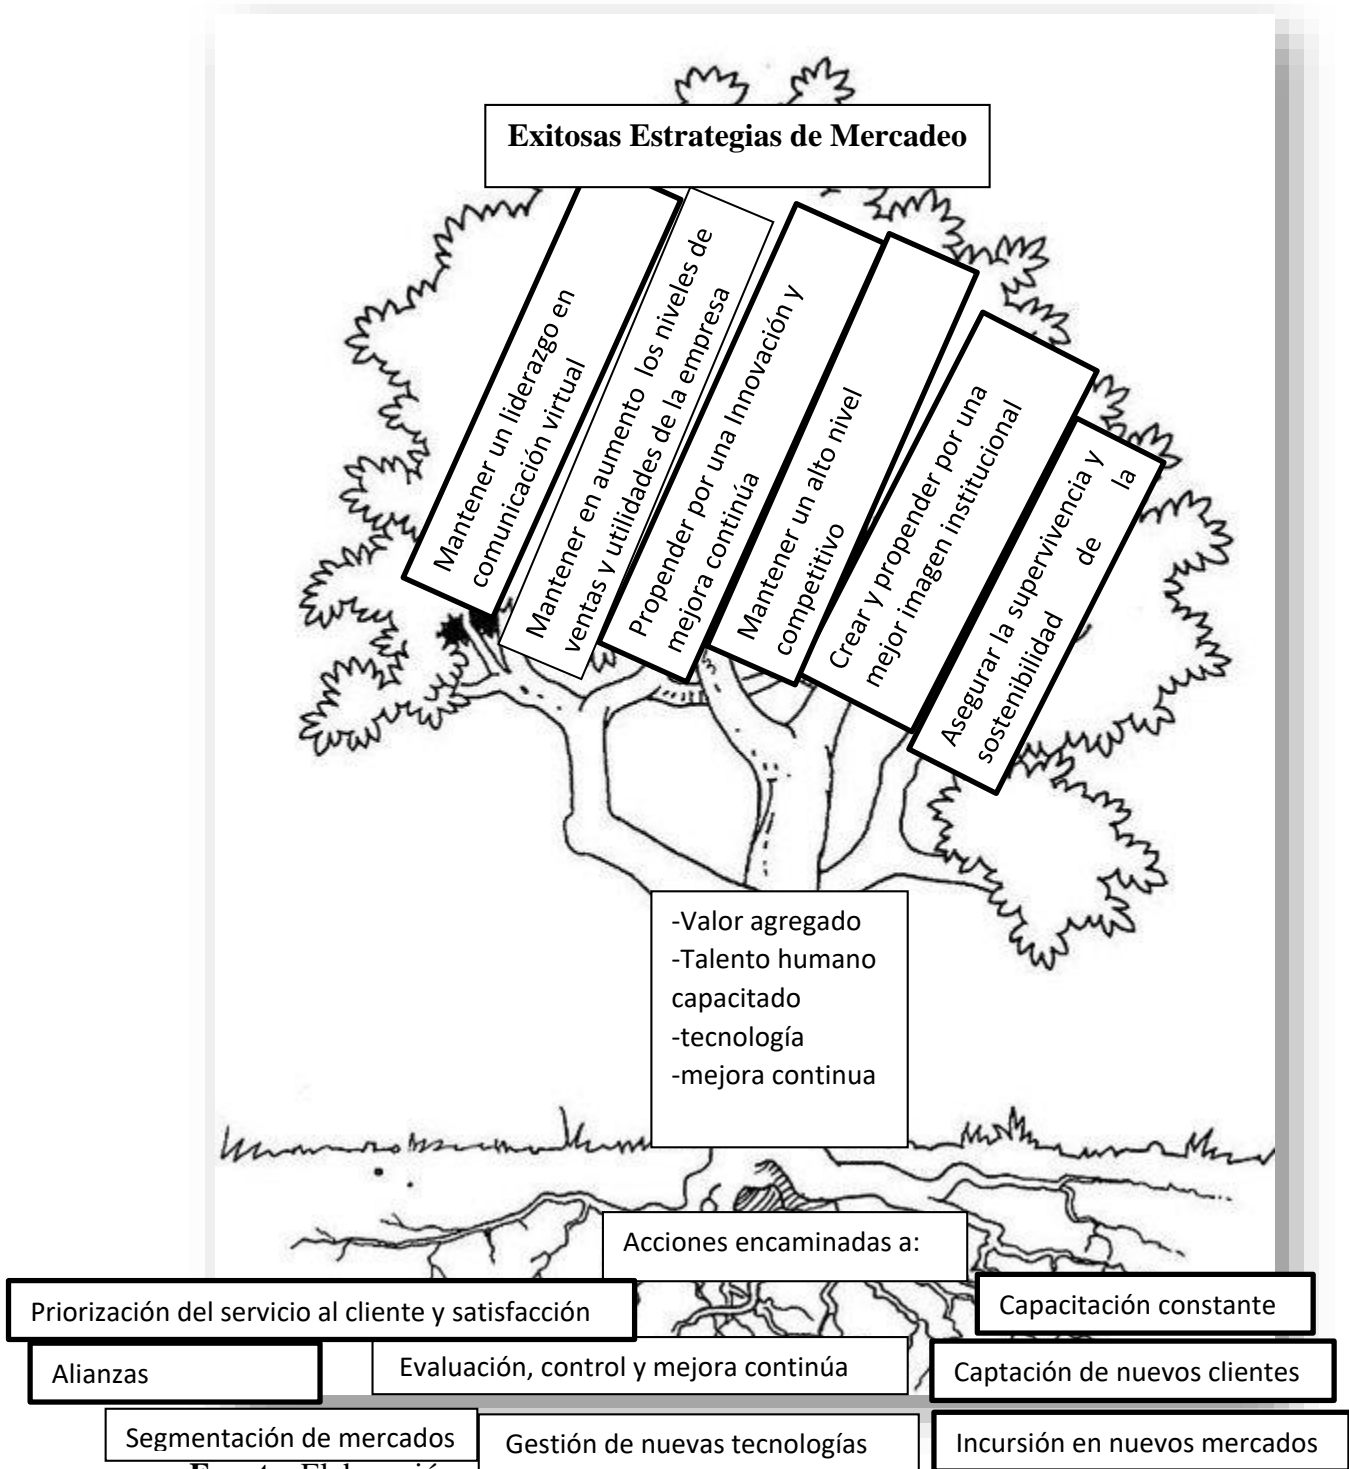 Exitosas Estrategias de Mercadeo
Mantener un liderazgo en
comunicación virtual
Mantener en aumento los niveles de
ventas y utilidades de la empresa
Propender por una Innovación y
mejora continúa
Mantener un alto nivel
competitivo
Crear y propender por una
mejor imagen institucional
Asegurar la supervivencia y
sostenibilidad de la
-Valor agregado
-Talento humano
capacitado
-tecnología
-mejora continua
Acciones encaminadas a:
Priorización del servicio al cliente y satisfacción
Capacitación constante
Alianzas
Evaluación, control y mejora continúa
Captación de nuevos clientes
Segmentación de mercados
Gestión de nuevas tecnologías
Incursión en nuevos mercados